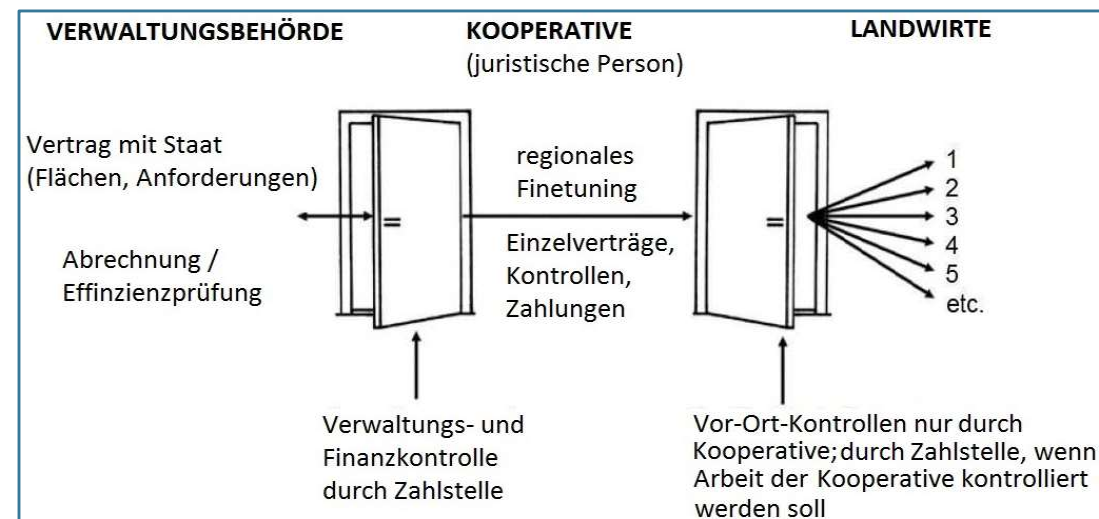 VERWALTUNGSBEHÖRDE
KOOPERATIVE
(juristische Person)
LANDWIRTE
Vertrag mit Staat
(Flächen, Anforderungen)
Abrechnung /
Effinzienzprüfung
regionales
Finetuning
Einzelverträge,
Kontrollen,
Zahlungen
1
2
3
4
5
etc.
Verwaltungs- und
Finanzkontrolle
durch Zahlstelle
Vor-Ort-Kontrollen nur durch
Kooperative; durch Zahlstelle, wenn
Arbeit der Kooperative kontrolliert
werden soll